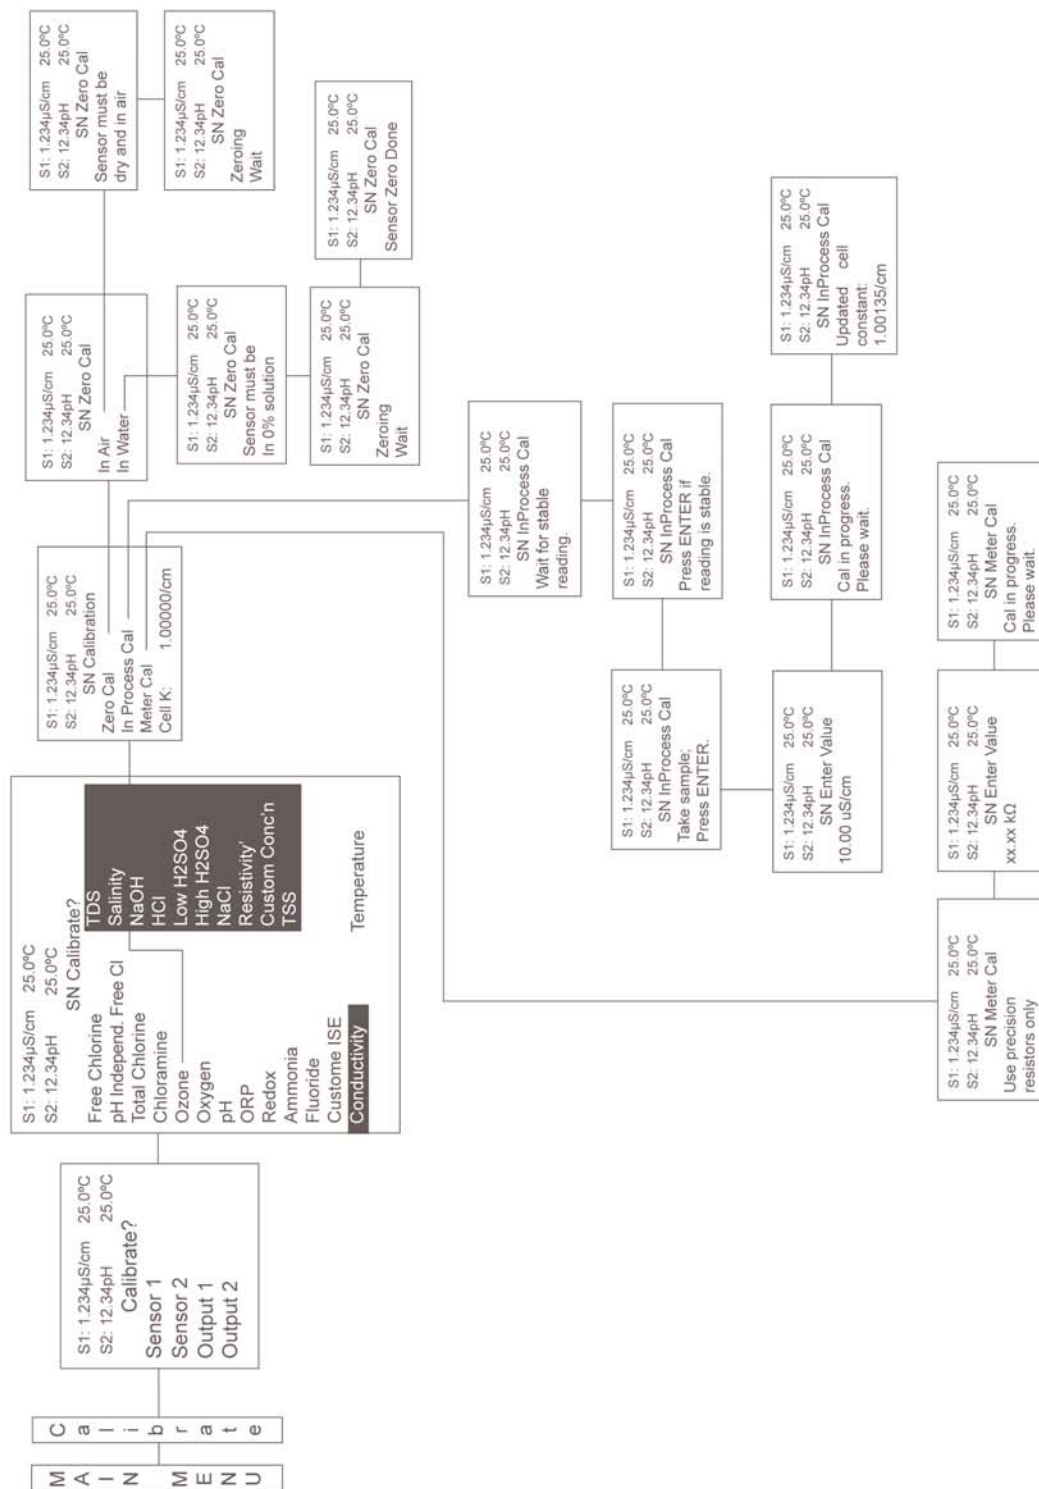 MAIN MENU
Calibrate
S1: 1.234µS/cm 25.0ºC
S2: 12.34pH 25.0ºC
Calibrate?
Sensor 1
Sensor 2
Output 1
Output 2
S1: 1.234µS/cm 25.0ºC
S2: 12.34pH 25.0ºC
SN Calibrate?
Free Chlorine
pH Independ. Free Cl
Total Chlorine
Chloramine
Ozone
Oxygen
pH
ORP
Redox
Ammonia
Fluoride
Custome ISE
Conductivity
TDS
Salinity
NaOH
HCl
Low H2SO4
High H2SO4
NaCl
Resistivity'
Custom Conc'n
TSS
Temperature
S1: 1.234µS/cm 25.0ºC
S2: 12.34pH 25.0ºC
SN Calibration
Zero Cal
In Process Cal
Meter Cal
Cell K: 1.00000/cm
S1: 1.234µS/cm 25.0ºC
S2: 12.34pH 25.0ºC
SN Zero Cal
In Air
In Water
S1: 1.234µS/cm 25.0ºC
S2: 12.34pH 25.0ºC
SN Zero Cal
Sensor must be
dry and in air
S1: 1.234µS/cm 25.0ºC
S2: 12.34pH 25.0ºC
SN Zero Cal
Zeroing
Wait
S1: 1.234µS/cm 25.0ºC
S2: 12.34pH 25.0ºC
SN Zero Cal
Sensor must be
In 0% solution
S1: 1.234µS/cm 25.0ºC
S2: 12.34pH 25.0ºC
SN Zero Cal
Zeroing
Wait
S1: 1.234µS/cm 25.0ºC
S2: 12.34pH 25.0ºC
SN Zero Cal
Sensor Zero Done
S1: 1.234µS/cm 25.0ºC
S2: 12.34pH 25.0ºC
SN InProcess Cal
Wait for stable
reading.
S1: 1.234µS/cm 25.0ºC
S2: 12.34pH 25.0ºC
SN InProcess Cal
Press ENTER if
reading is stable.
S1: 1.234µS/cm 25.0ºC
S2: 12.34pH 25.0ºC
SN InProcess Cal
Take sample;
Press ENTER.
S1: 1.234µS/cm 25.0ºC
S2: 12.34pH 25.0ºC
SN Enter Value
10.00 uS/cm
S1: 1.234µS/cm 25.0ºC
S2: 12.34pH 25.0ºC
SN InProcess Cal
Cal in progress.
Please wait.
S1: 1.234µS/cm 25.0ºC
S2: 12.34pH 25.0ºC
SN InProcess Cal
Updated cell
constant:
1.00135/cm
S1: 1.234µS/cm 25.0ºC
S2: 12.34pH 25.0ºC
SN Meter Cal
Use precision
resistors only
S1: 1.234µS/cm 25.0ºC
S2: 12.34pH 25.0ºC
SN Enter Value
xx.xx kΩ
S1: 1.234µS/cm 25.0ºC
S2: 12.34pH 25.0ºC
SN Meter Cal
Cal in progress.
Please wait.